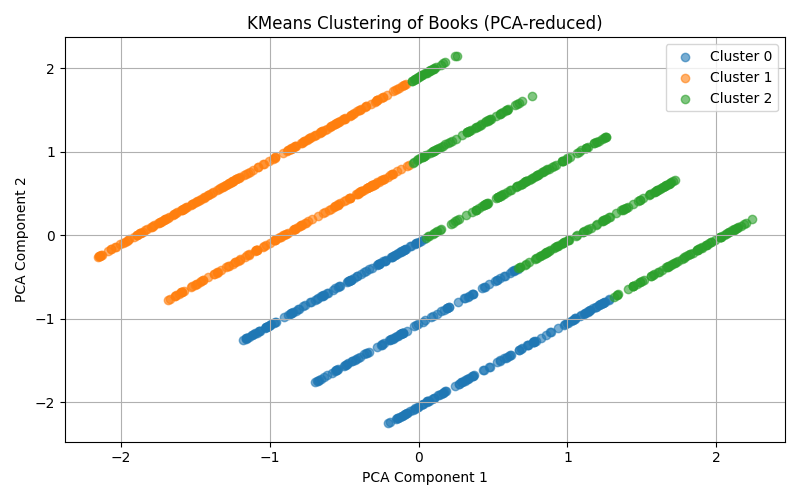 KMeans Clustering of Books (PCA-reduced)
Cluster 0
Cluster 1
Cluster 2
PCA Component 2
2
1
0
−1
−2
−2
−1
0
1
2
PCA Component 1